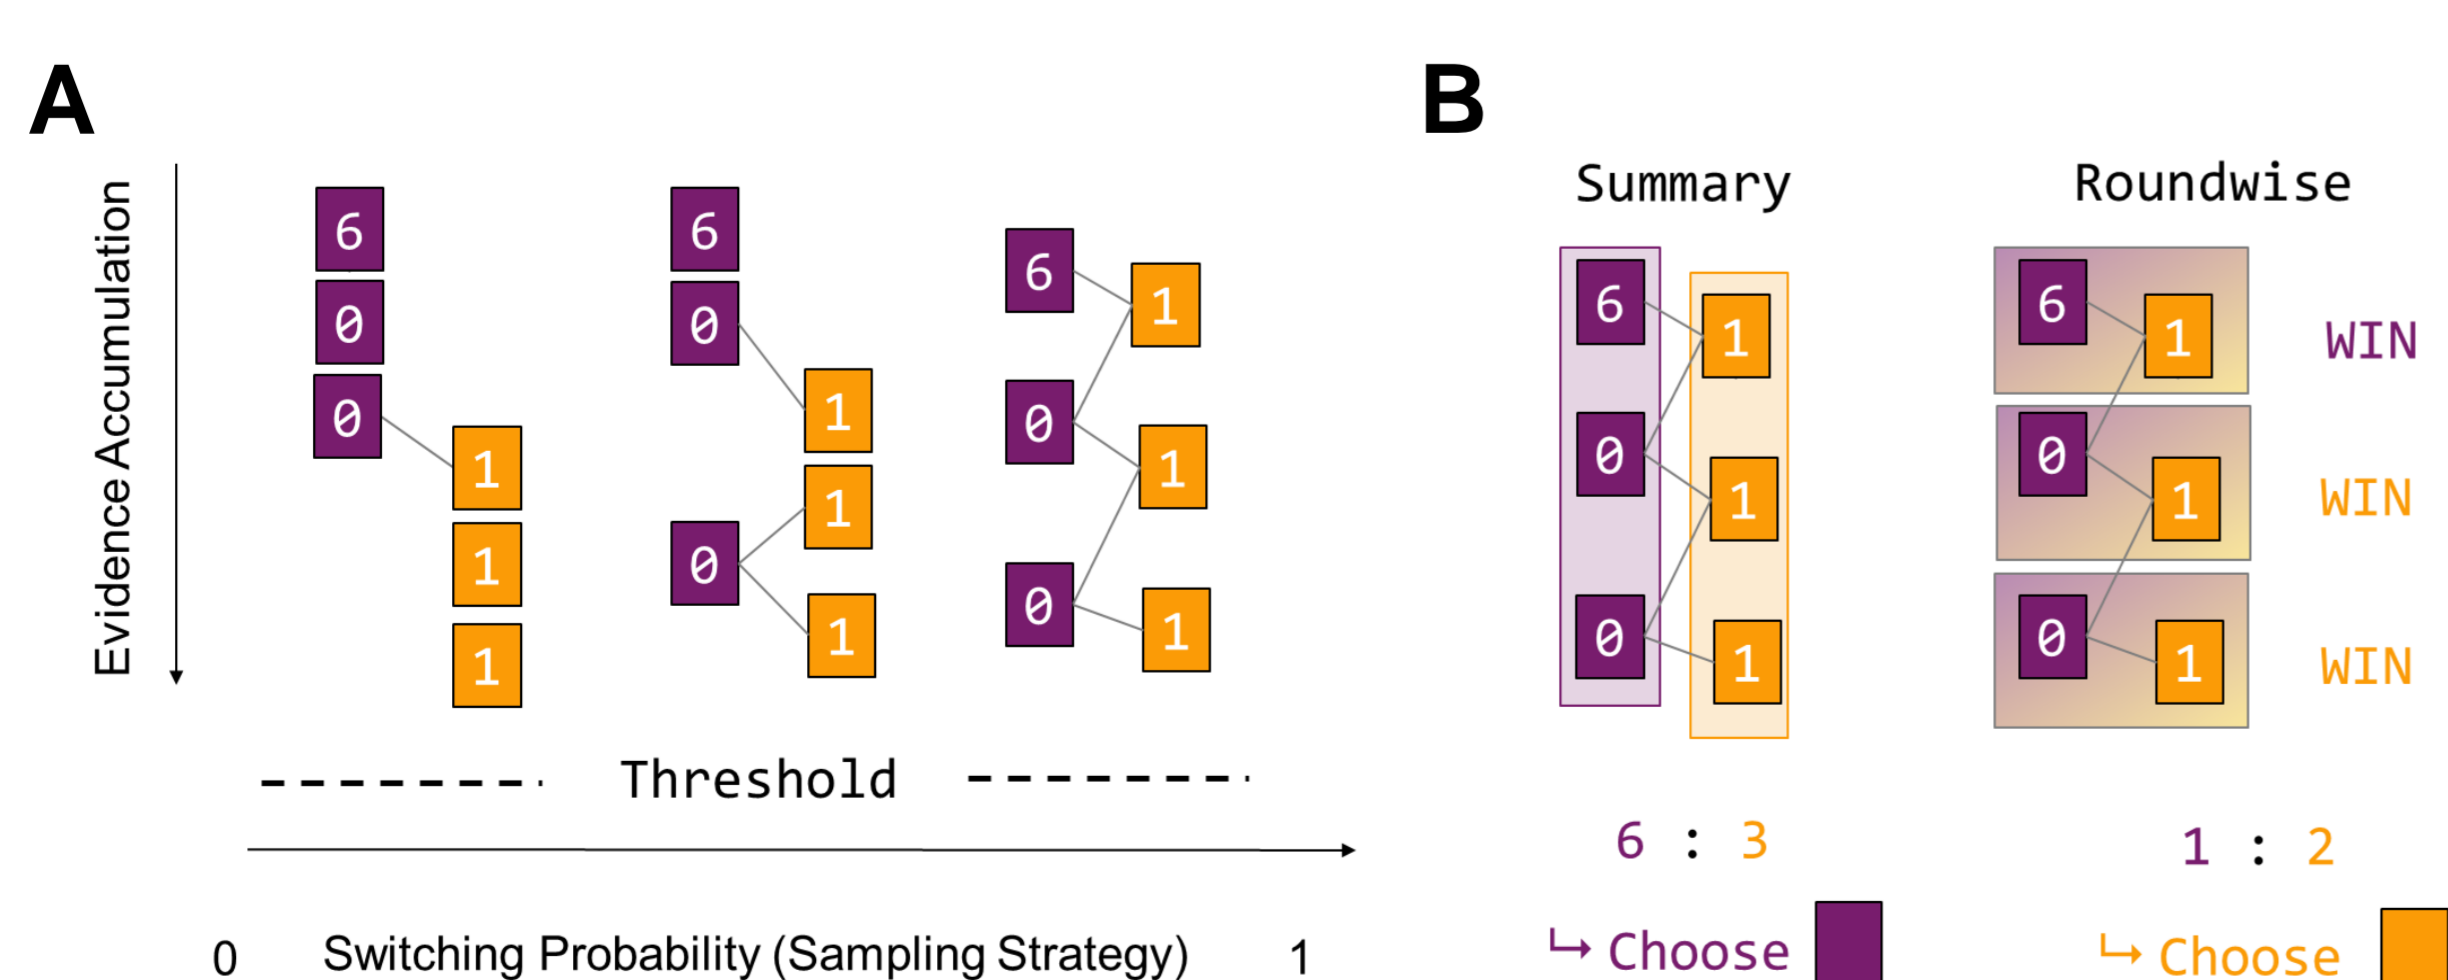 A
Evidence Accumulation
6
0
0
1
1
1
6
0
1
1
0
1
6
1
0
1
0
1
Threshold
0 Switching Probability (Sampling Strategy) 1
B
Summary
6
1
0
1
0
1
6 : 3
Choose
Roundwise
6
1
WIN
0
1
WIN
0
1
WIN
1 : 2
Choose